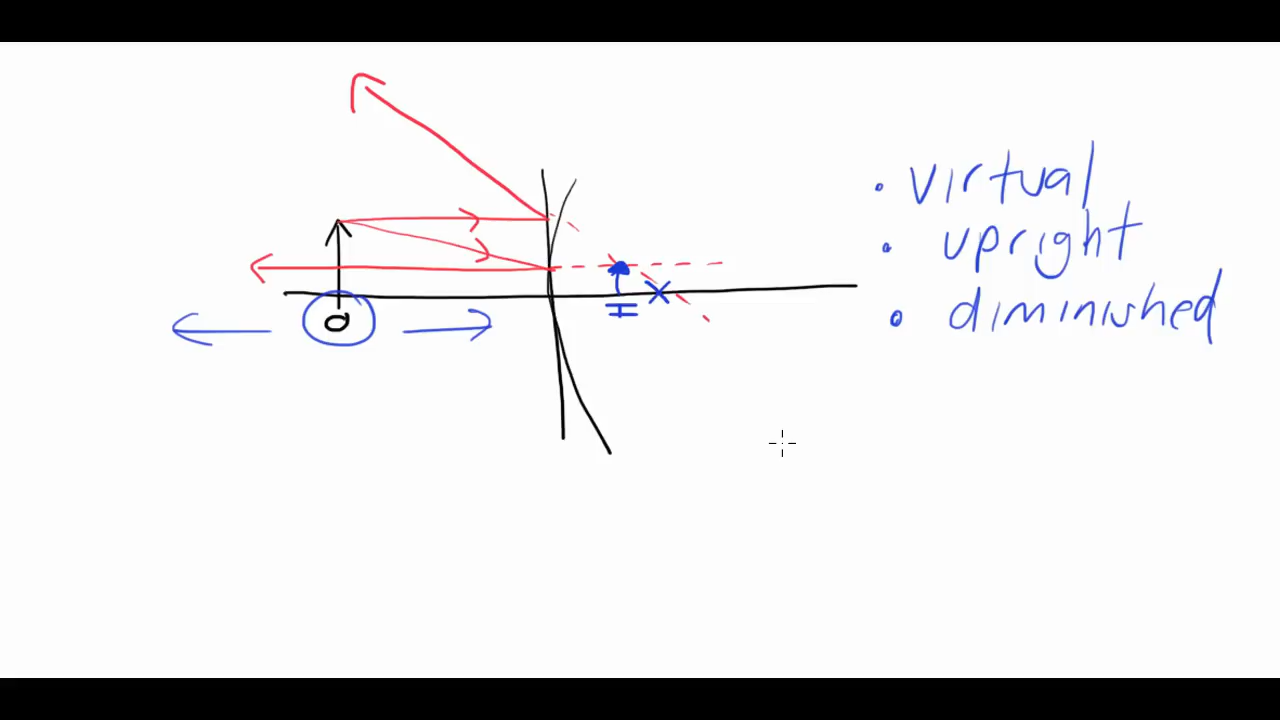 • virtual
• upright
• diminished
O
I